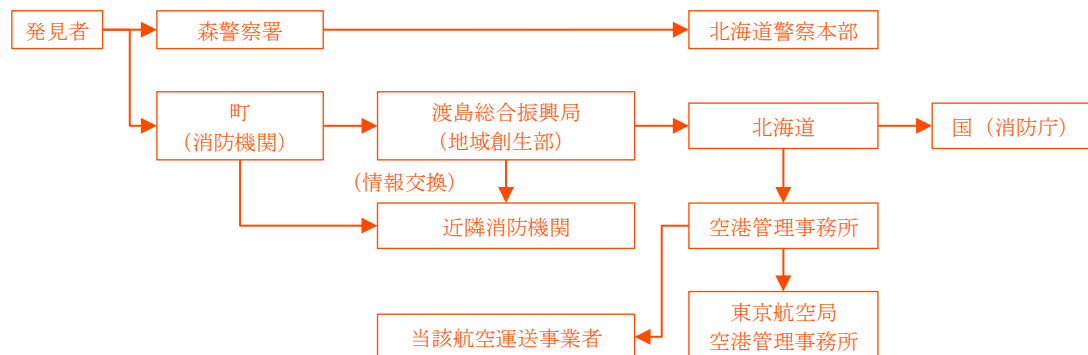 発見者
森警察署
北海道警察本部
町
（消防機関）
渡島総合振興局
（地域創生部）
北海道
国（消防庁）
（情報交換）
近隣消防機関
空港管理事務所
当該航空運送事業者
東京航空局
空港管理事務所